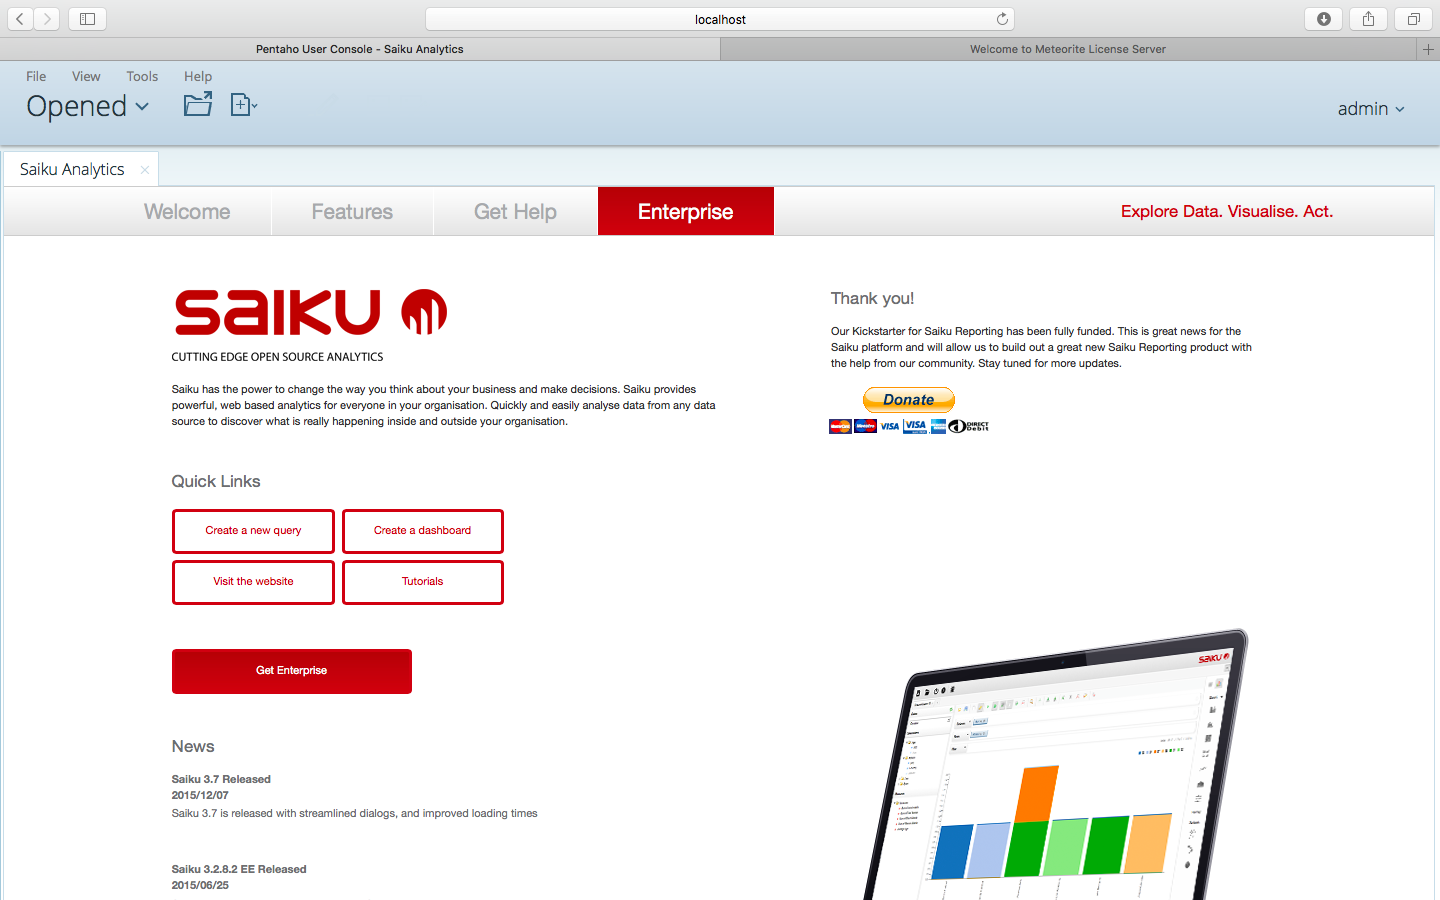 localhost
Pentaho User Console - Saiku Analytics
Welcome to Meteorite License Server
File View Tools Help
Opened
admin
Saiku Analytics
Welcome Features Get Help Enterprise
Explore Data. Visualise. Act.
saiku
CUTTING EDGE OPEN SOURCE ANALYTICS
Saiku has the power to change the way you think about your business and make decisions. Saiku provides
powerful, web based analytics for everyone in your organisation. Quickly and easily analyse data from any data
source to discover what is really happening inside and outside your organisation.
Thank you!
Our Kickstarter for Saiku Reporting has been fully funded. This is great news for the
Saiku platform and will allow us to build out a great new Saiku Reporting product with
the help from our community. Stay tuned for more updates.
Donate
MasterCard Maestro VISA VISA DIRECT
Debit
Quick Links
Create a new query
Create a dashboard
Visit the website
Tutorials
Get Enterprise
News
Saiku 3.7 Released
2015/12/07
Saiku 3.7 is released with streamlined dialogs, and improved loading times
Saiku 3.2.8.2 EE Released
2015/06/25
saiku